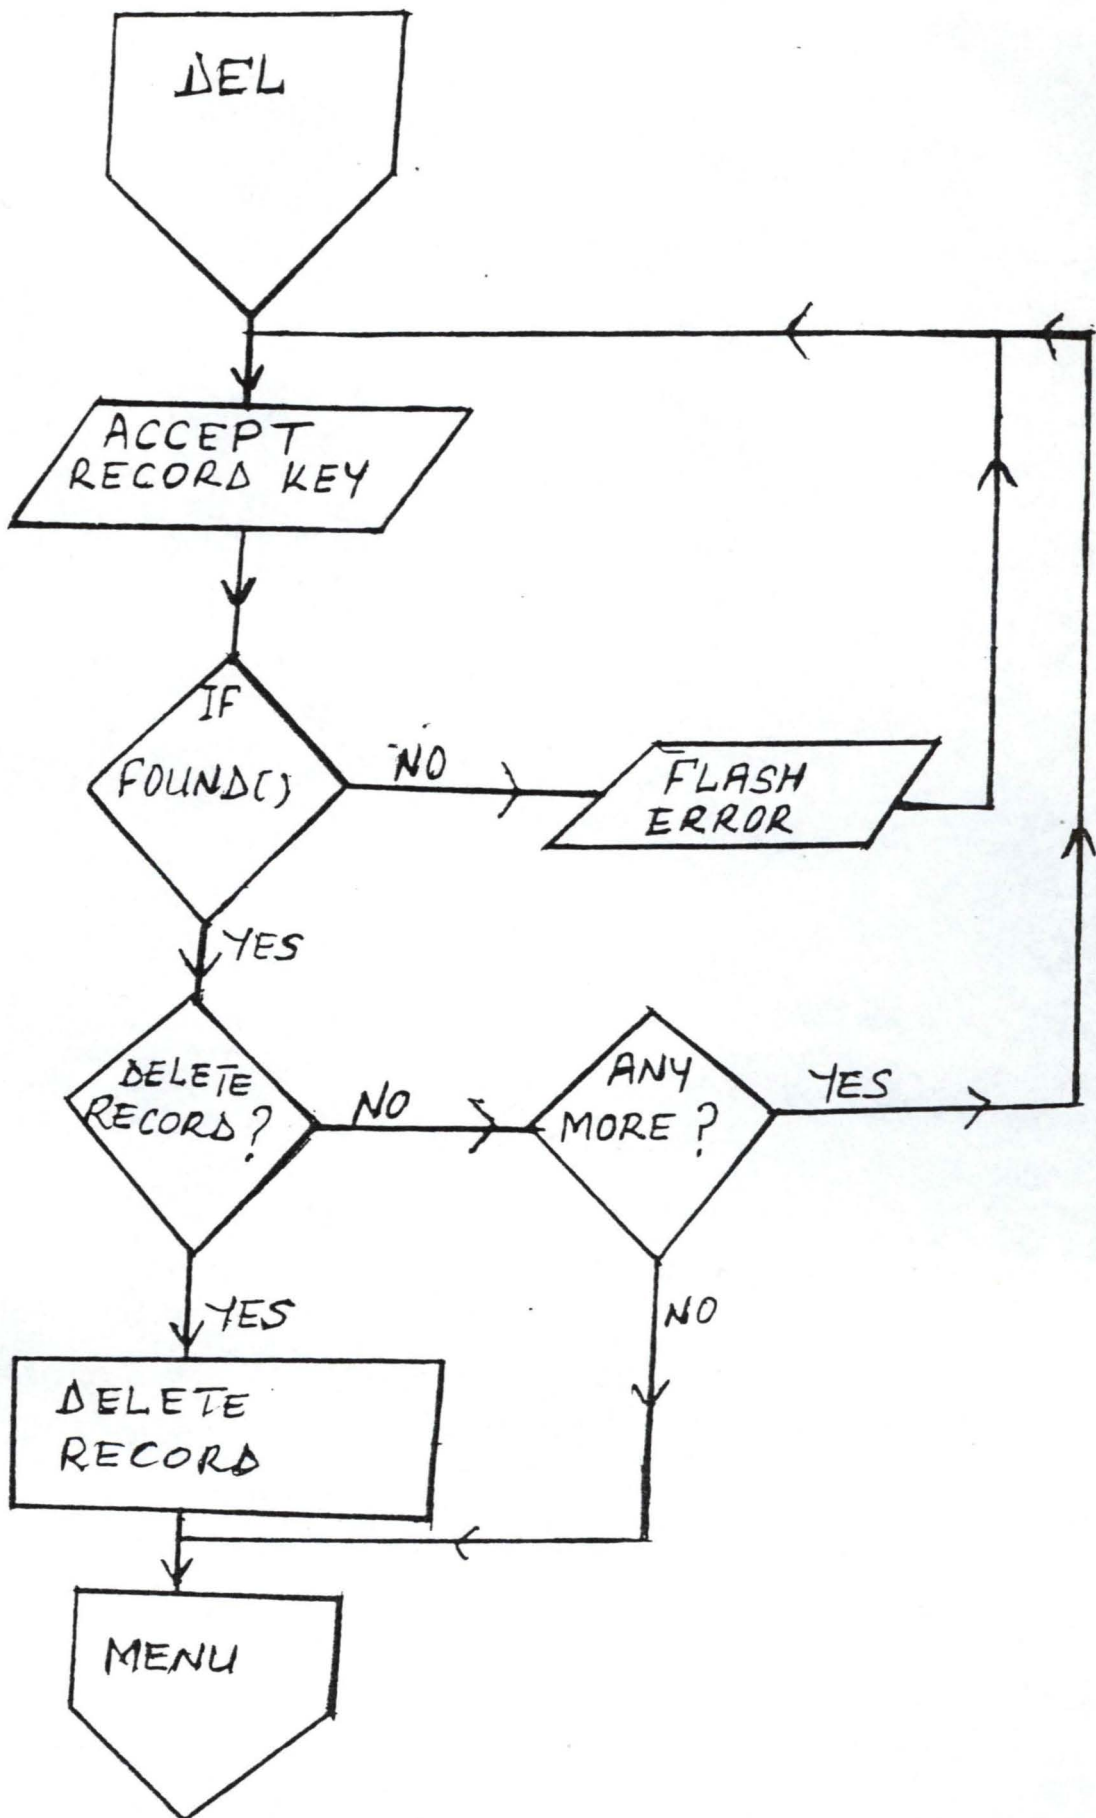 DEL
ACCEPT
RECORD KEY
IF
FOUND()
NO
FLASH
ERROR
YES
DELETE
RECORD?
NO
ANY
MORE?
YES
YES
NO
DELETE
RECORD
MENU